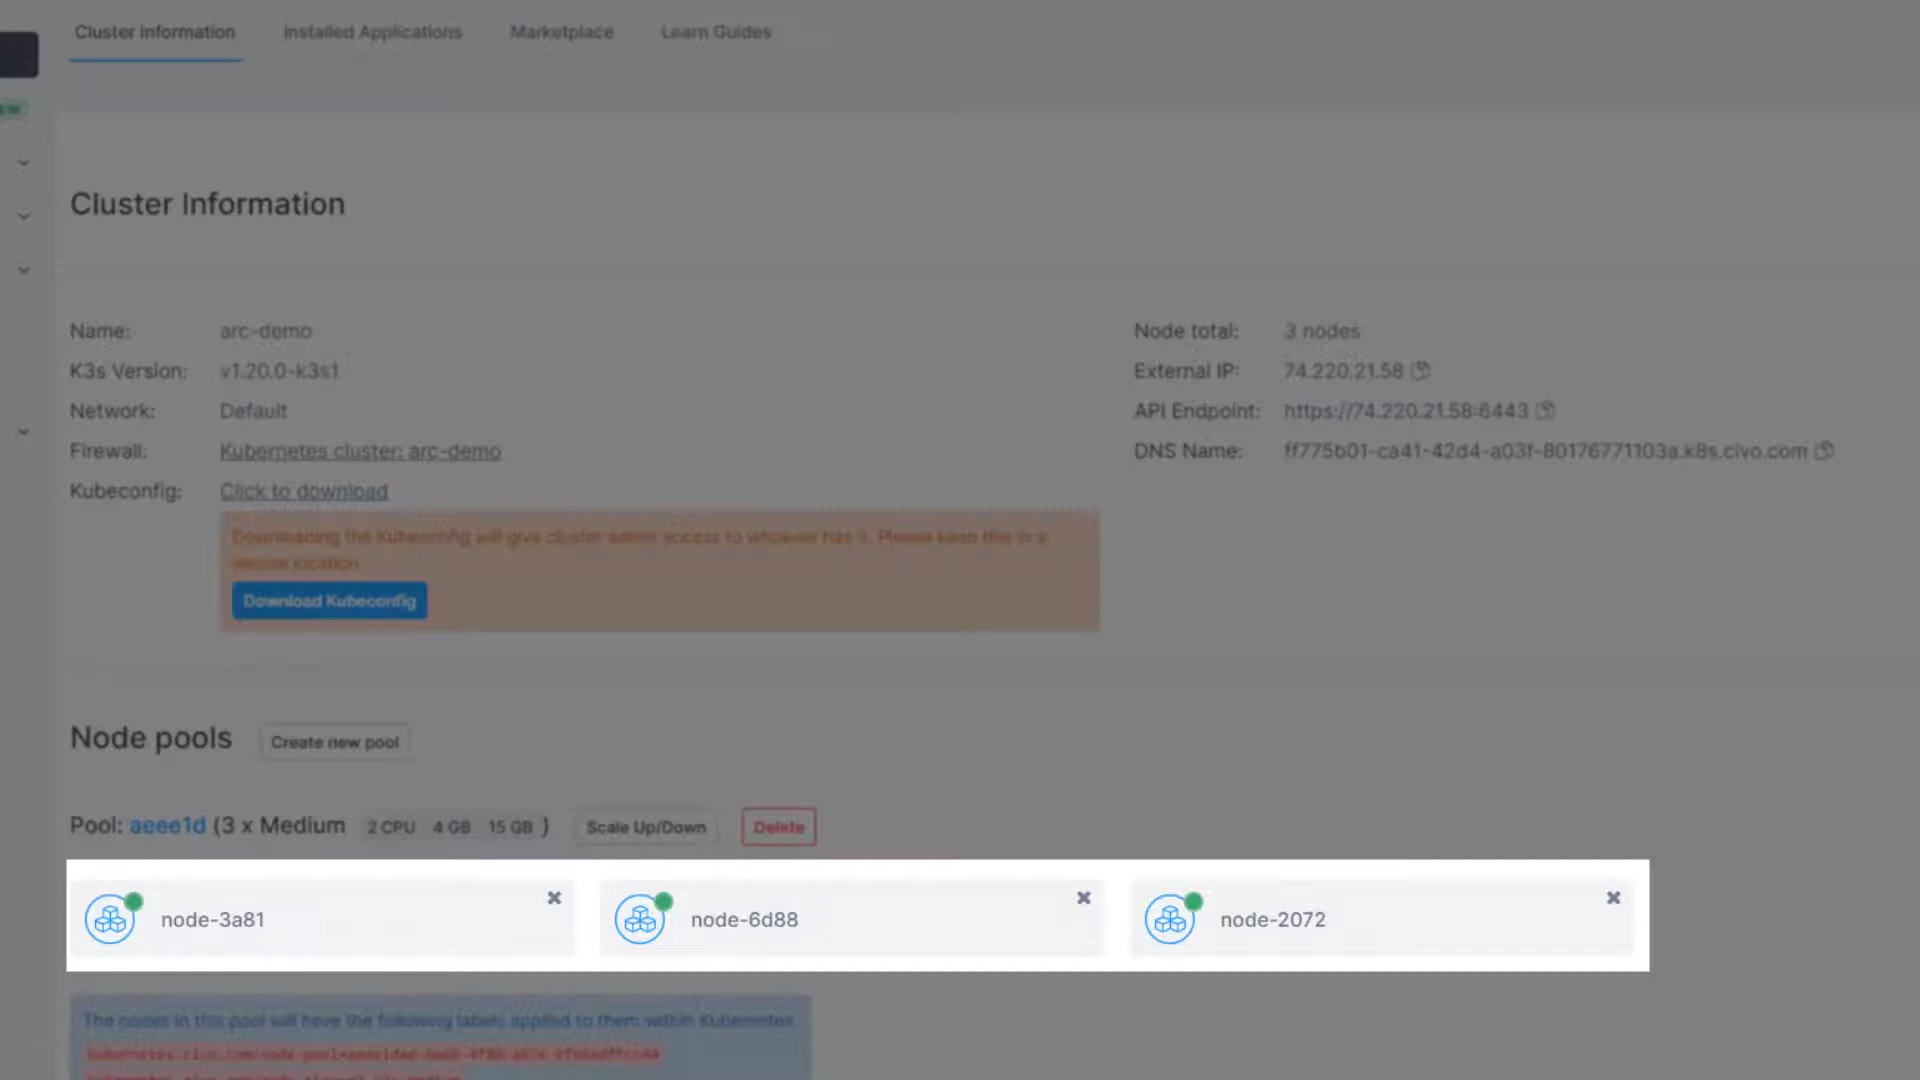 Cluster Information Installed Applications Marketplace Learn Guides
Cluster Information
Name: arc-demo
K3s Version: v1.20.0-k3s1
Network: Default
Firewall: Kubernetes cluster: arc-demo
Kubeconfig: Click to download
Downloading the Kubeconfig will give cluster admin access to whoever has it. Please keep this in a
secure location.
Download Kubeconfig
Node total: 3 nodes
External IP: 74.220.21.58
API Endpoint: https://74.220.21.58:6443
DNS Name: ff775b01-ca41-42d4-a03f-80176771103a.k8s.civo.com
Node pools Create new pool
Pool: aeee1d (3 x Medium 2 CPU 4 GB 15 GB ) Scale Up/Down Delete
node-3a81 node-6d88 node-2072
The nodes in this pool will have the following labels applied to them within Kubernetes.